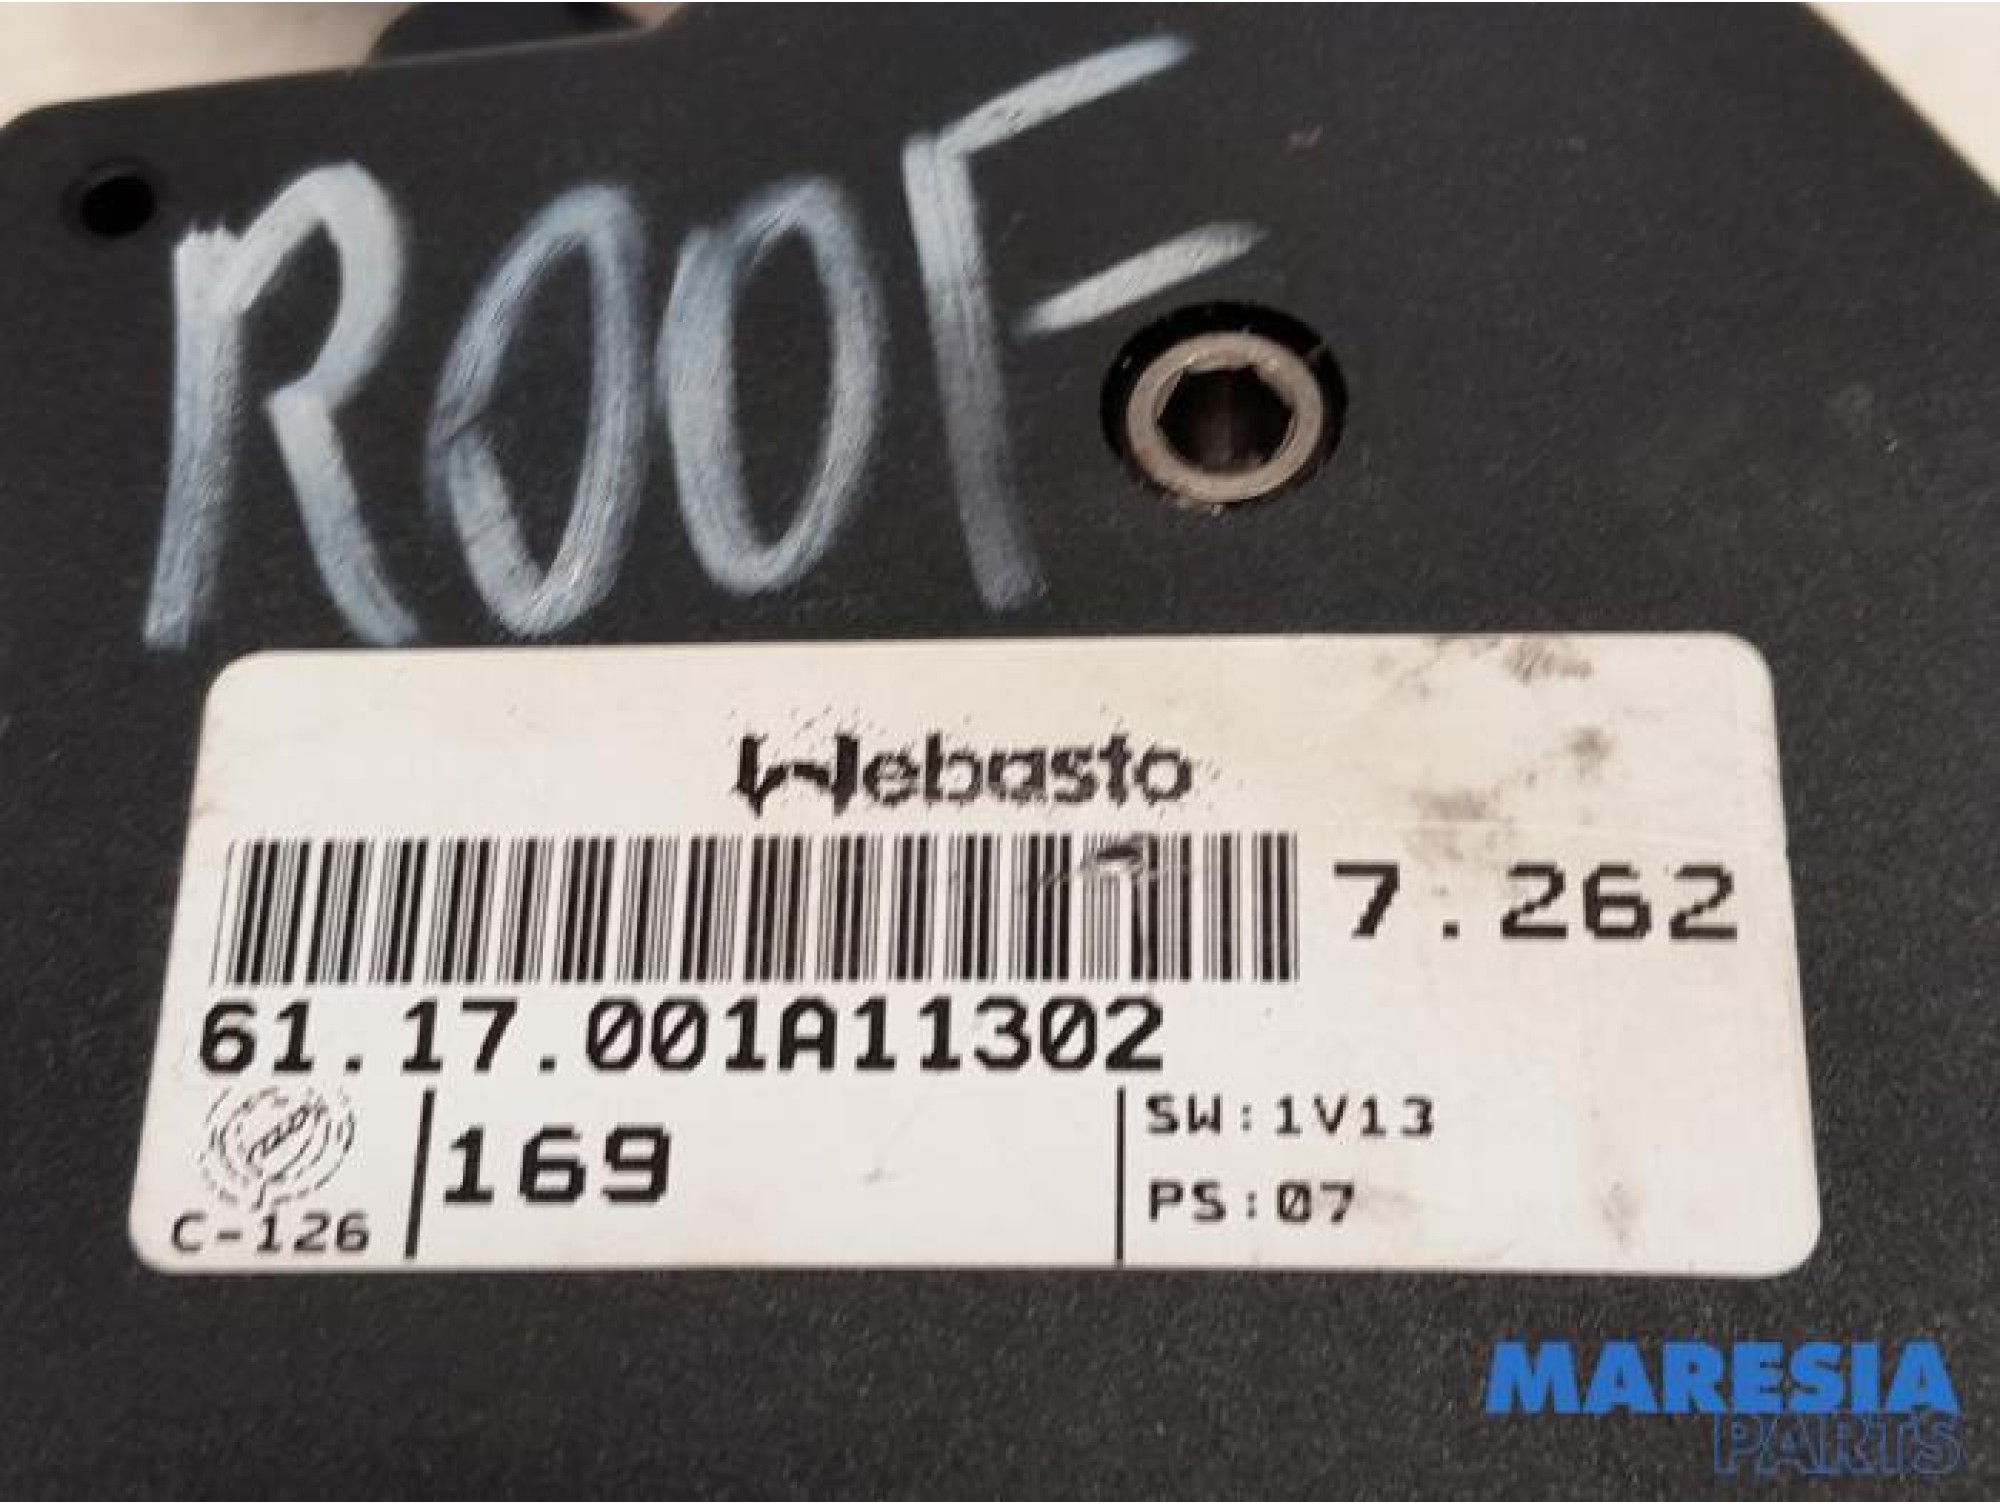 ROOF
Webasto
7.262
61.17.001A11302
C-126
169
SW:1V13
PS:07
MARESIA
PARTS